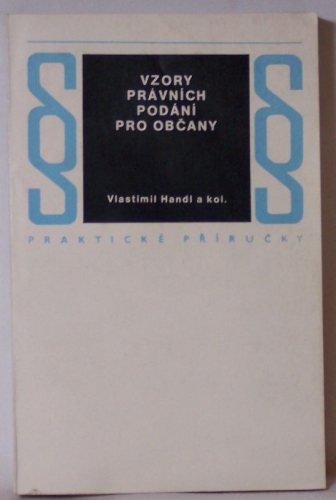 VZORY
PRÁVNÍCH
PODÁNÍ
PRO OBČANY
Vlastimil Handl a kol.
PRAKTICKÉ PŘÍRUČKY